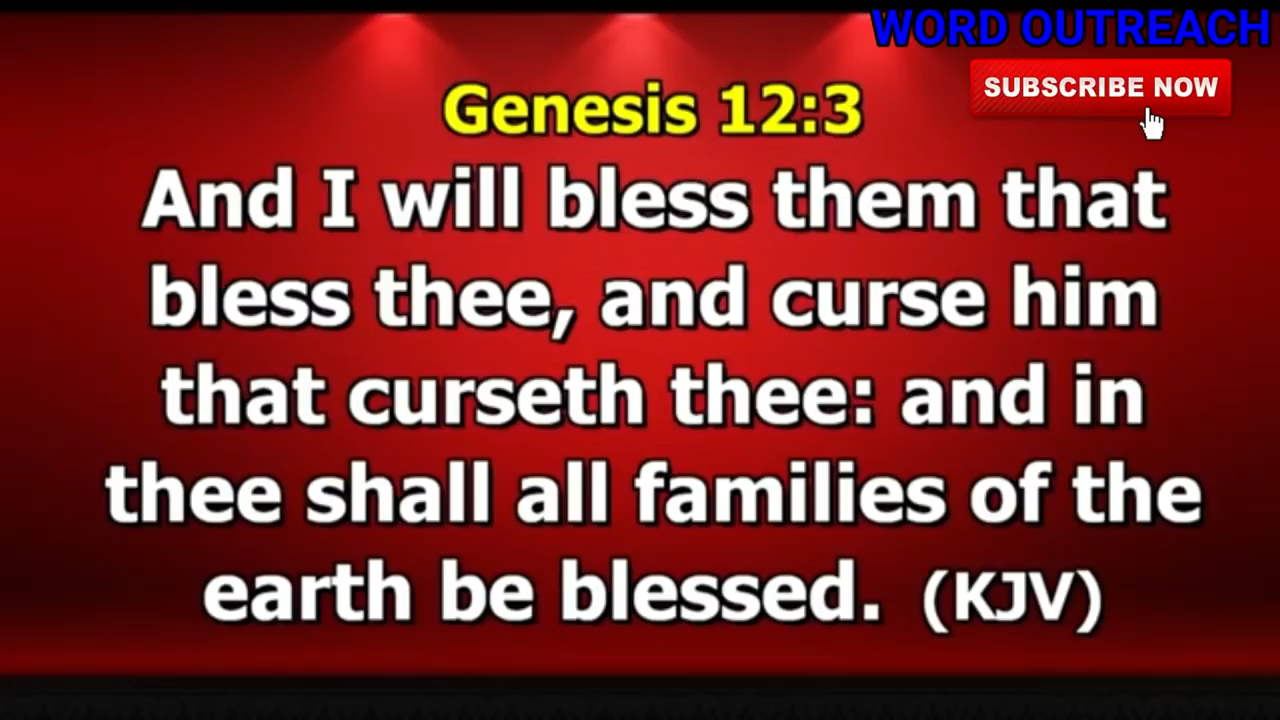 WORD OUTREACH
SUBSCRIBE NOW
Genesis 12:3
And I will bless them that
bless thee, and curse him
that curseth thee: and in
thee shall all families of the
earth be blessed. (KJV)